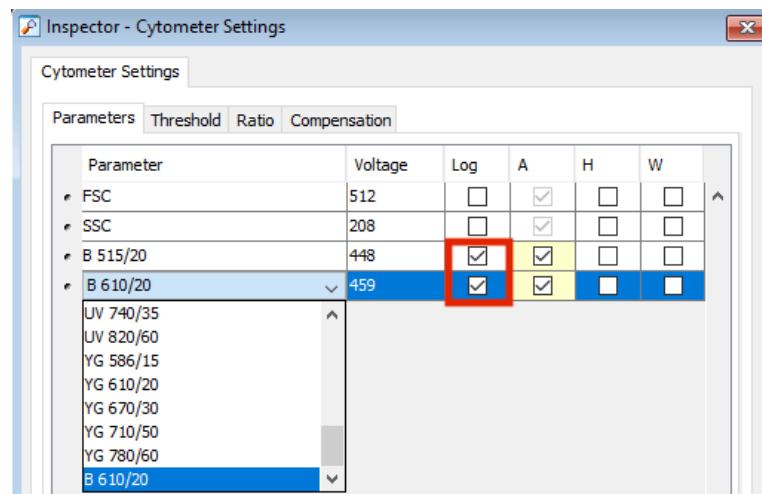 Inspector - Cytometer Settings
Cytometer Settings
Parameters Threshold Ratio Compensation
Parameter Voltage Log A H W
FSC 512
SSC 208
B 515/20 448
B 610/20 459
UV 740/35
UV 820/60
YG 586/15
YG 610/20
YG 670/30
YG 710/50
YG 780/60
B 610/20